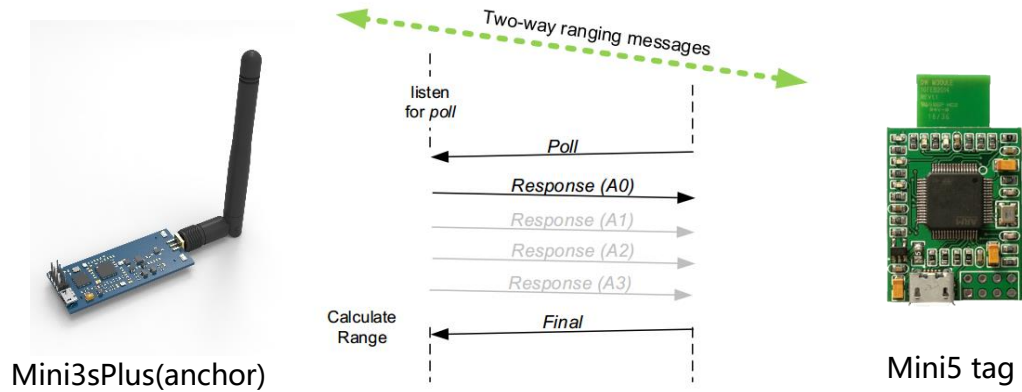 Two-way ranging messages
listen
for poll
Poll
Response (A0)
Response (A1)
Response (A2)
Response (A3)
Calculate
Range
Final
Mini3sPlus(anchor)
Mini5 tag